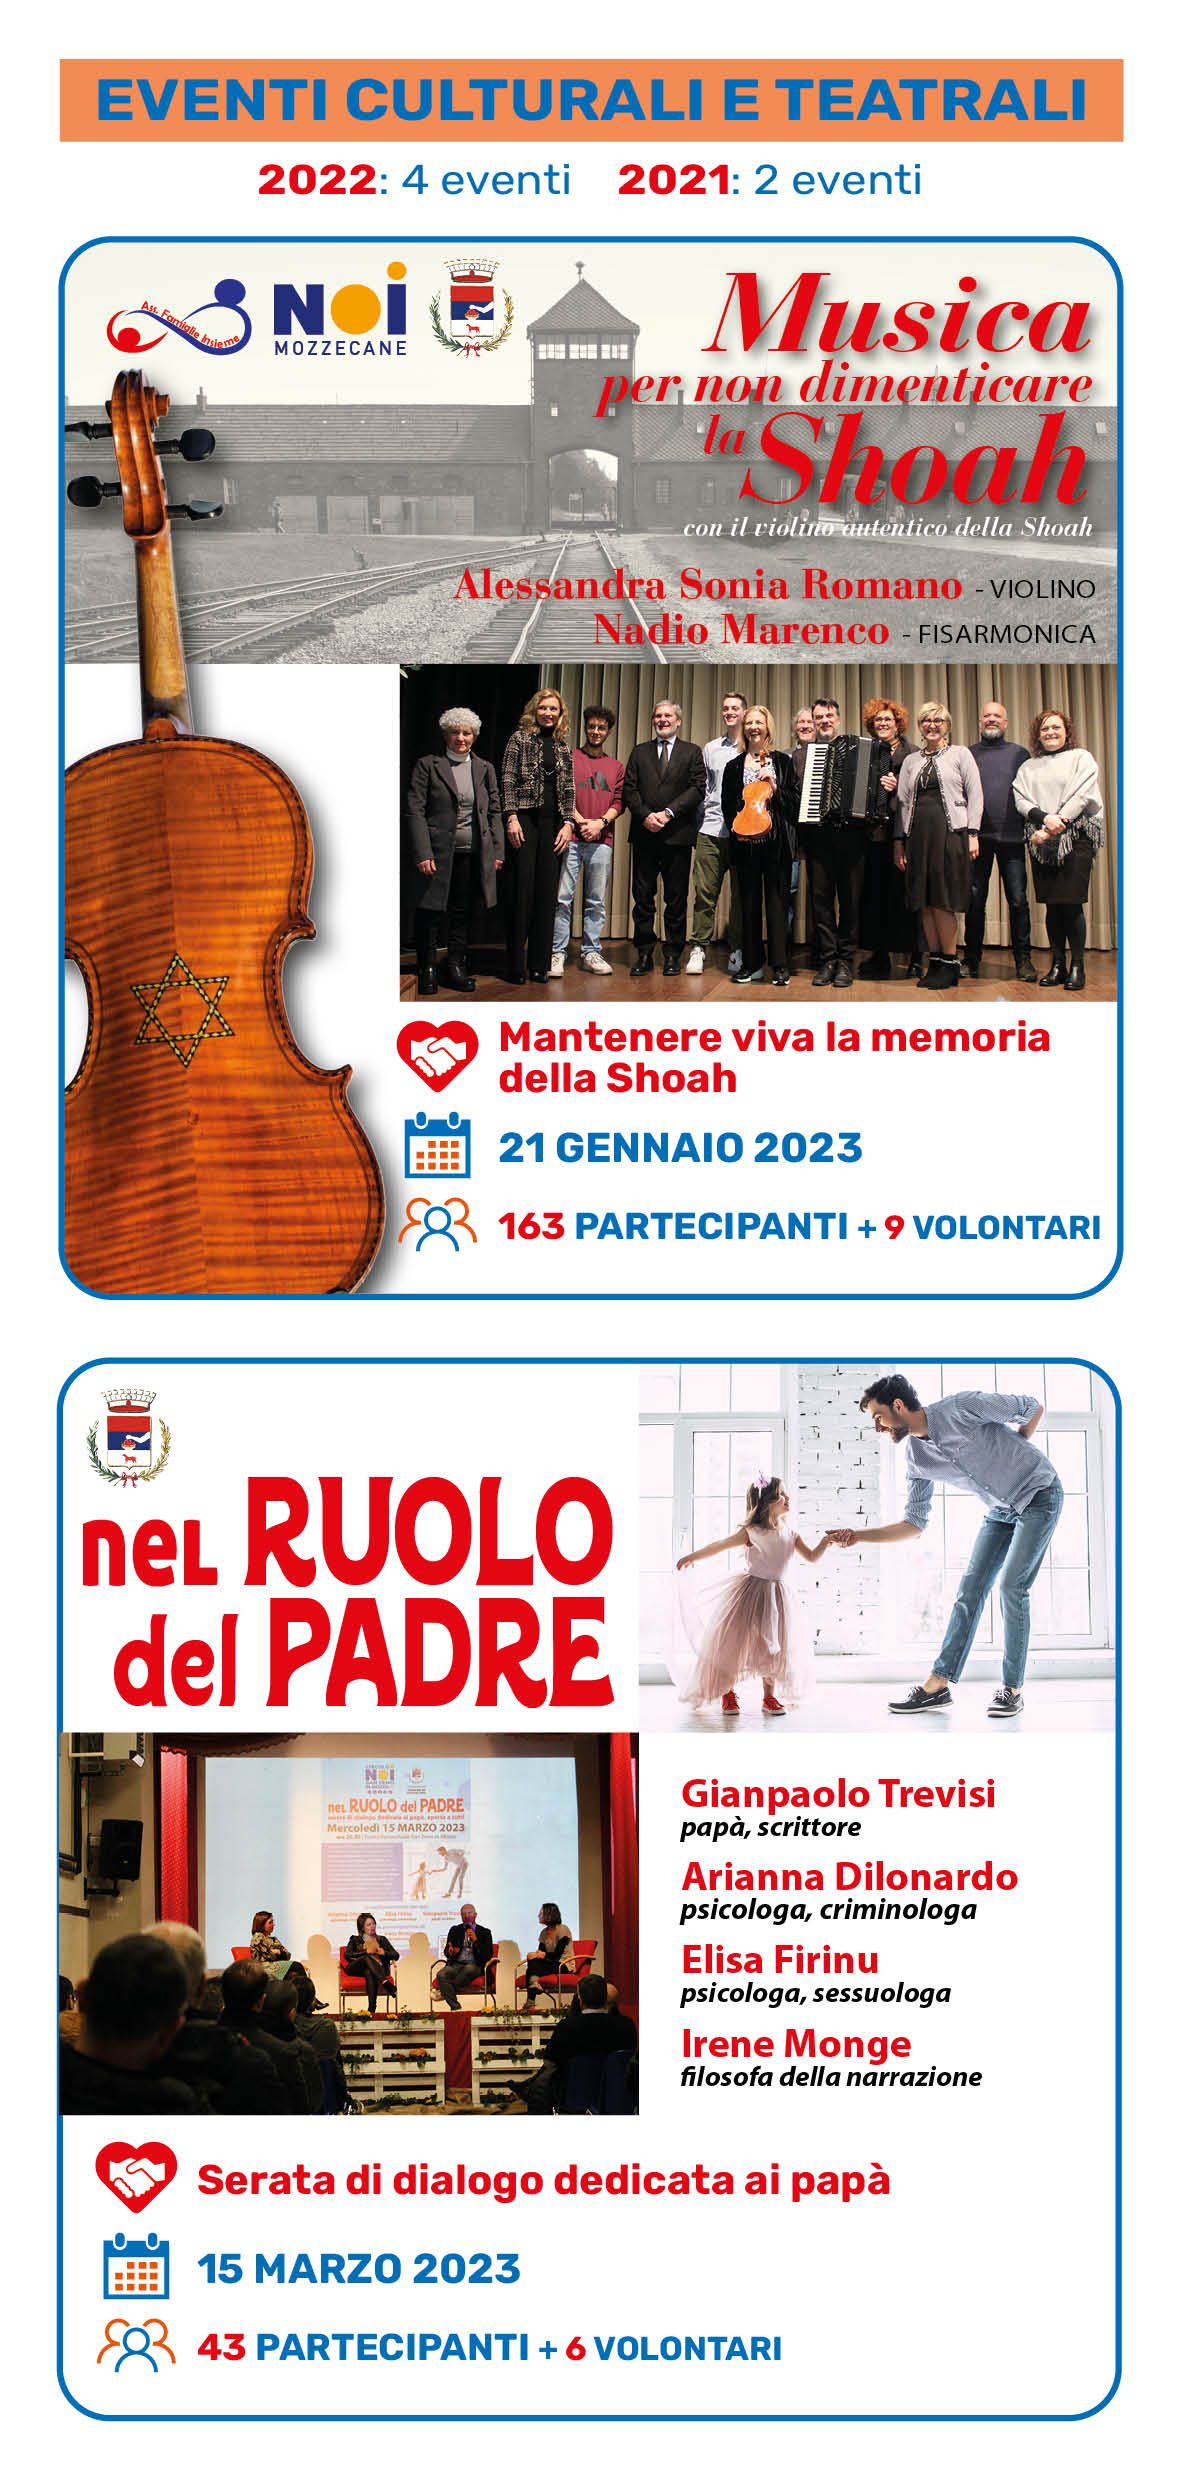 EVENTI CULTURALI E TEATRALI
2022: 4 eventi 2021: 2 eventi
Ass. Famiglie Insieme
NOI
MOZZECANE
Musica
per non dimenticare
la Shoah
con il violino autentico della Shoah
Alessandra Sonia Romano - VIOLINO
Nadio Marenco - FISARMONICA
Mantenere viva la memoria
della Shoah
21 GENNAIO 2023
163 PARTECIPANTI + 9 VOLONTARI
nel RUOLO
del PADRE
CIRCOLO
NOI
nel RUOLO del PADRE
Mercoledì 15 MARZO 2023
Gianpaolo Trevisi
papà, scrittore
Arianna Dilonardo
psicologa, criminologa
Elisa Firinu
psicologa, sessuologa
Irene Monge
filosofa della narrazione
Serata di dialogo dedicata ai papà
15 MARZO 2023
43 PARTECIPANTI + 6 VOLONTARI